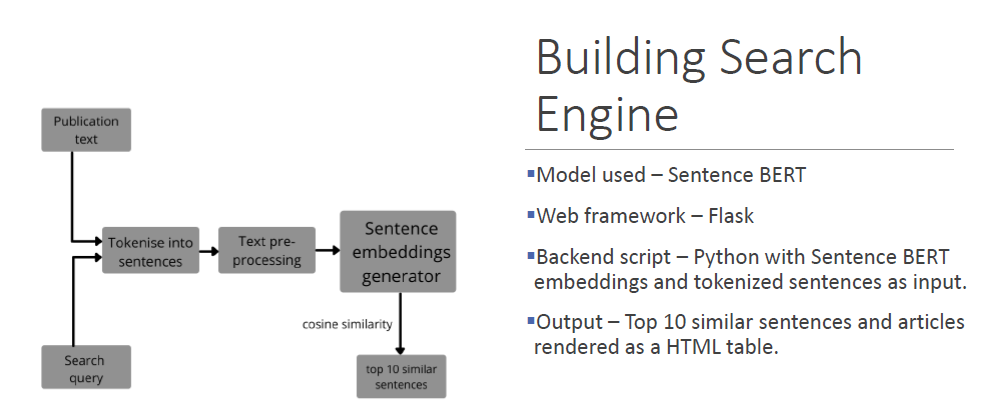 Building Search
Engine
Publication
text
Tokenise into
sentences
Text pre-
processing
Sentence
embeddings
generator
cosine similarity
Search
query
top 10 similar
sentences
▪Model used – Sentence BERT
▪Web framework – Flask
▪Backend script – Python with Sentence BERT
embeddings and tokenized sentences as input.
▪Output – Top 10 similar sentences and articles
rendered as a HTML table.